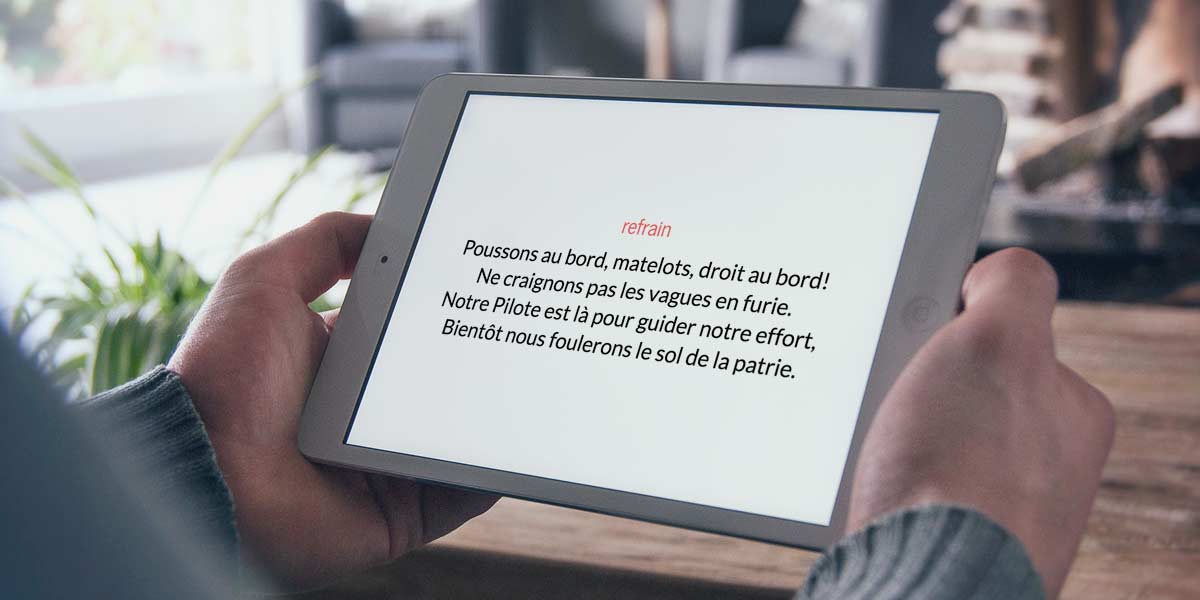 refrain
Poussons au bord, matelots, droit au bord!
Ne craignons pas les vagues en furie.
Notre Pilote est là pour guider notre effort,
Bientôt nous foulerons le sol de la patrie.